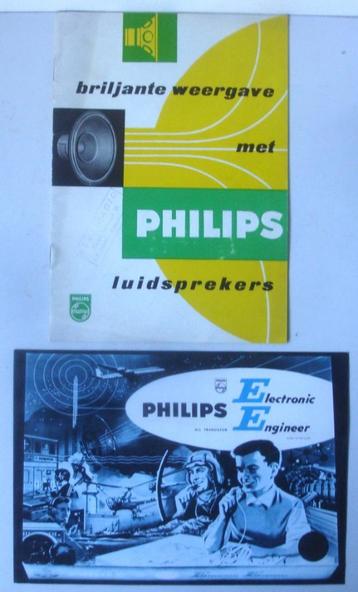 briljante weergave
met
PHILIPS
luidsprekers
PHILIPS
PHILIPS
Electronic
Engineer